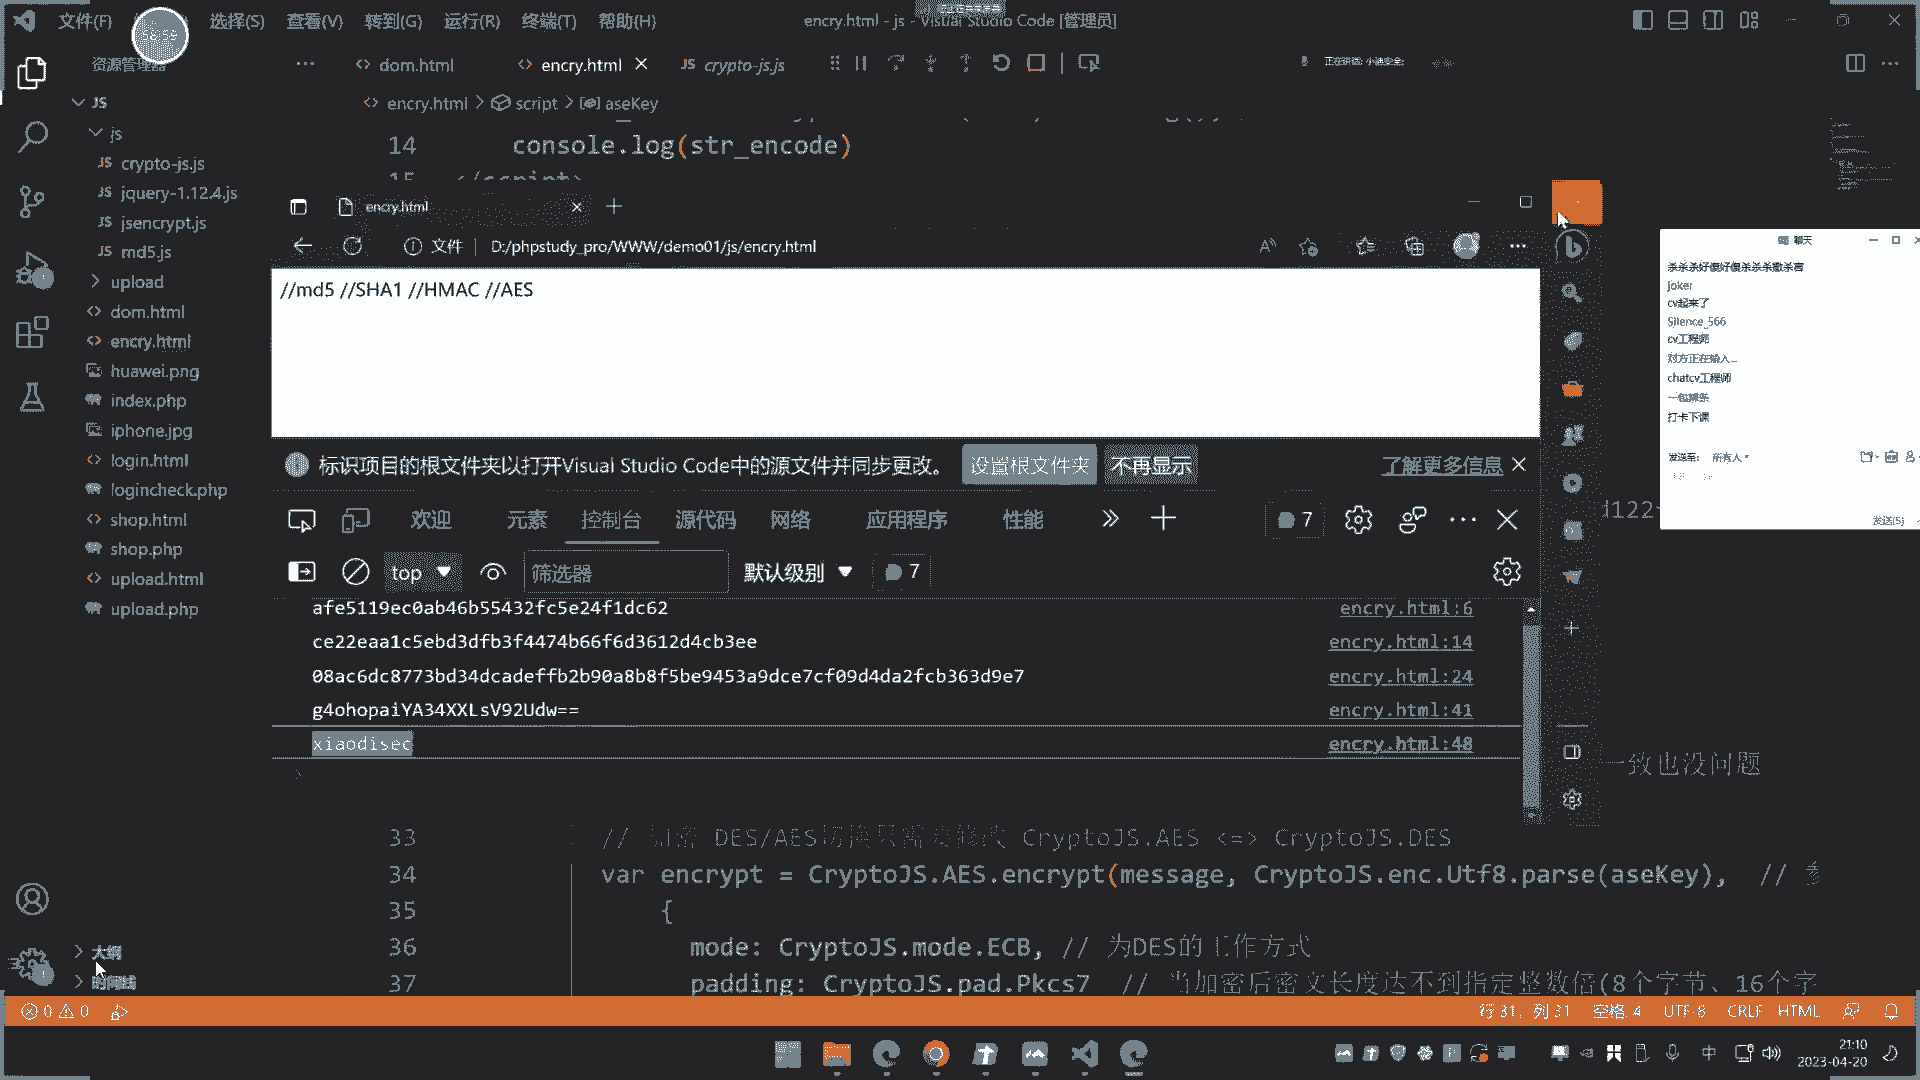 文件(F) 选择(S) 查看(V) 转到(G) 运行(R) 终端(T) 帮助(H) encry.html - js - Visual Studio Code [管理员]
58:59
资源管理器 ··· dom.html encry.html crypto-js.js 正在讲话: 小迪安全;
JS encry.html > script > aseKey
js
14 console.log(str_encode)
15 </script>
crypto-js.js
jquery-1.12.4.js
jsencrypt.js
md5.js
upload
dom.html
encry.html
huawei.png
index.php
iphone.jpg
login.html
logincheck.php
shop.html
shop.php
upload.html
upload.php
大纲
时间线
encry.html
文件 D:/phpstudy_pro/WWW/demo01/js/encry.html
//md5 //SHA1 //HMAC //AES
标识项目的根文件夹以打开Visual Studio Code中的源文件并同步更改。 设置根文件夹 不再显示 了解更多信息
欢迎 元素 控制台 源代码 网络 应用程序 性能 7
top 筛选器 默认级别 7
afe5119ec0ab46b55432fc5e24f1dc62 encry.html:6
ce22eaa1c5ebd3dfb3f4474b66f6d3612d4cb3ee encry.html:14
08ac6dc8773bd34dcadeffb2b90a8b8f5be9453a9dce7cf09d4da2fcb363d9e7 encry.html:24
g4ohopaiYA34XXLsV92Udw== encry.html:41
xiaodisec encry.html:48
聊天
joker
cv起来了
Silence_566
cv工程师
对方正在输入...
chatcv工程师
一包辣条
打卡下课
发送至: 所有人
发送(S)
d122
一致也没问题
33 // 加密 DES/AES切换只需要修改 CryptoJS.AES <=> CryptoJS.DES
34 var encrypt = CryptoJS.AES.encrypt(message, CryptoJS.enc.Utf8.parse(aseKey), //
35 {
36 mode: CryptoJS.mode.ECB, // 为DES的工作方式
37 padding: CryptoJS.pad.Pkcs7 // 当加密后密文长度达不到指定整数倍(8个字节、16个字
0 0 行 31, 列 31 空格: 4 UTF-8 CRLF HTML
中 21:10
2023-04-20